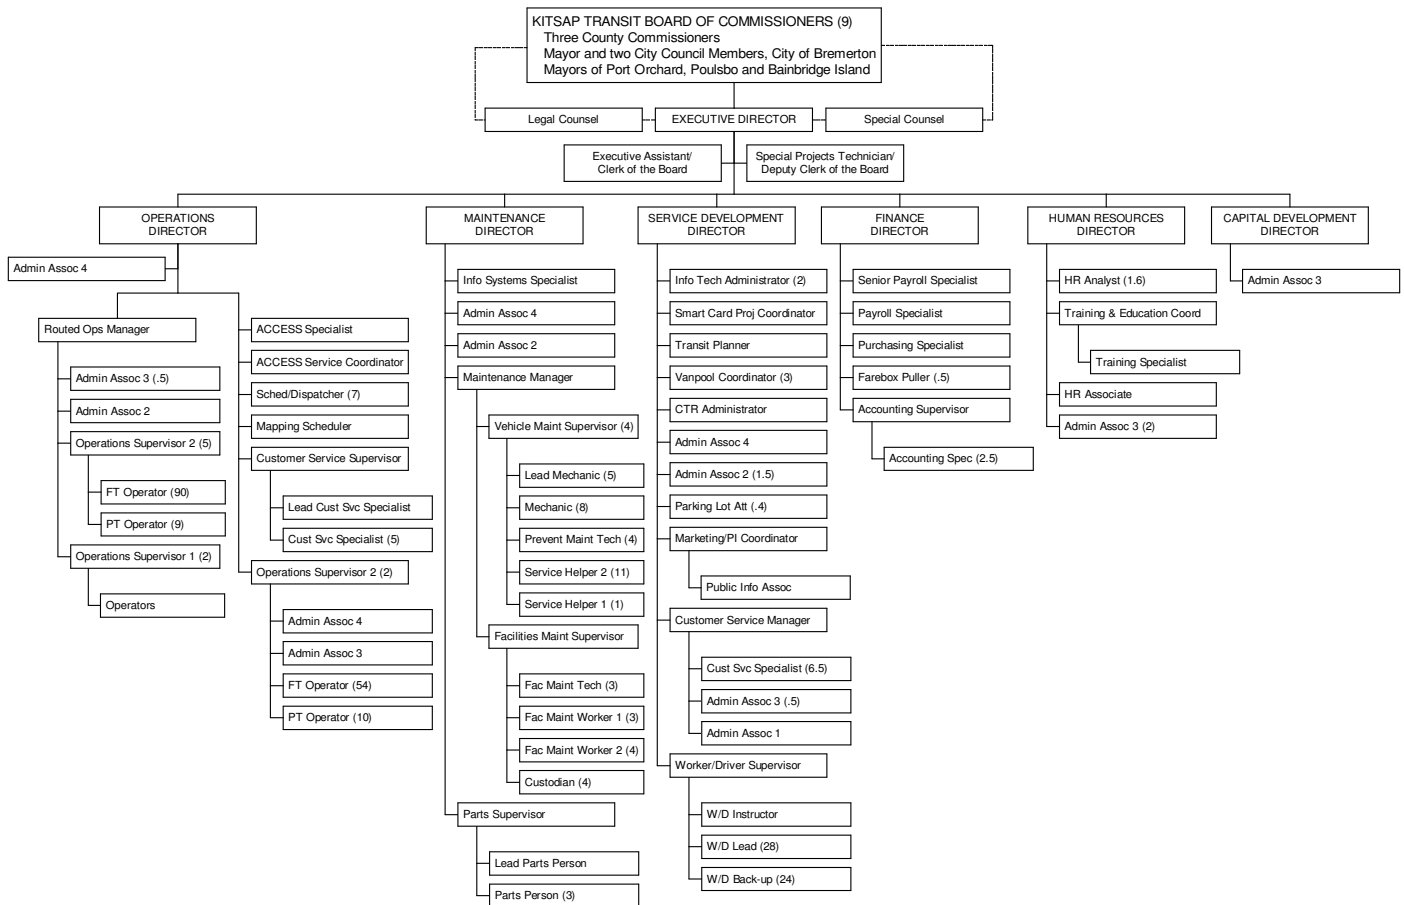 KITSAP TRANSIT BOARD OF COMMISSIONERS (9)
Three County Commissioners
Mayor and two City Council Members, City of Bremerton
Mayors of Port Orchard, Poulsbo and Bainbridge Island
Legal Counsel
EXECUTIVE DIRECTOR
Special Counsel
Executive Assistant/
Clerk of the Board
Special Projects Technician/
Deputy Clerk of the Board
OPERATIONS
DIRECTOR
Admin Assoc 4
Routed Ops Manager
Admin Assoc 3 (.5)
Admin Assoc 2
Operations Supervisor 2 (5)
FT Operator (90)
PT Operator (9)
Operations Supervisor 1 (2)
Operators
ACCESS Specialist
ACCESS Service Coordinator
Sched/Dispatcher (7)
Mapping Scheduler
Customer Service Supervisor
Lead Cust Svc Specialist
Cust Svc Specialist (5)
Operations Supervisor 2 (2)
Admin Assoc 4
Admin Assoc 3
FT Operator (54)
PT Operator (10)
MAINTENANCE
DIRECTOR
Info Systems Specialist
Admin Assoc 4
Admin Assoc 2
Maintenance Manager
Vehicle Maint Supervisor (4)
Lead Mechanic (5)
Mechanic (8)
Prevent Maint Tech (4)
Service Helper 2 (11)
Service Helper 1 (1)
Facilities Maint Supervisor
Fac Maint Tech (3)
Fac Maint Worker 1 (3)
Fac Maint Worker 2 (4)
Custodian (4)
Parts Supervisor
Lead Parts Person
Parts Person (3)
SERVICE DEVELOPMENT
DIRECTOR
Info Tech Administrator (2)
Smart Card Proj Coordinator
Transit Planner
Vanpool Coordinator (3)
CTR Administrator
Admin Assoc 4
Admin Assoc 2 (1.5)
Parking Lot Att (.4)
Marketing/PI Coordinator
Public Info Assoc
Customer Service Manager
Cust Svc Specialist (6.5)
Admin Assoc 3 (.5)
Admin Assoc 1
Worker/Driver Supervisor
W/D Instructor
W/D Lead (28)
W/D Back-up (24)
FINANCE
DIRECTOR
Senior Payroll Specialist
Payroll Specialist
Purchasing Specialist
Farebox Puller (.5)
Accounting Supervisor
Accounting Spec (2.5)
HUMAN RESOURCES
DIRECTOR
HR Analyst (1.6)
Training & Education Coord
Training Specialist
HR Associate
Admin Assoc 3 (2)
CAPITAL DEVELOPMENT
DIRECTOR
Admin Assoc 3